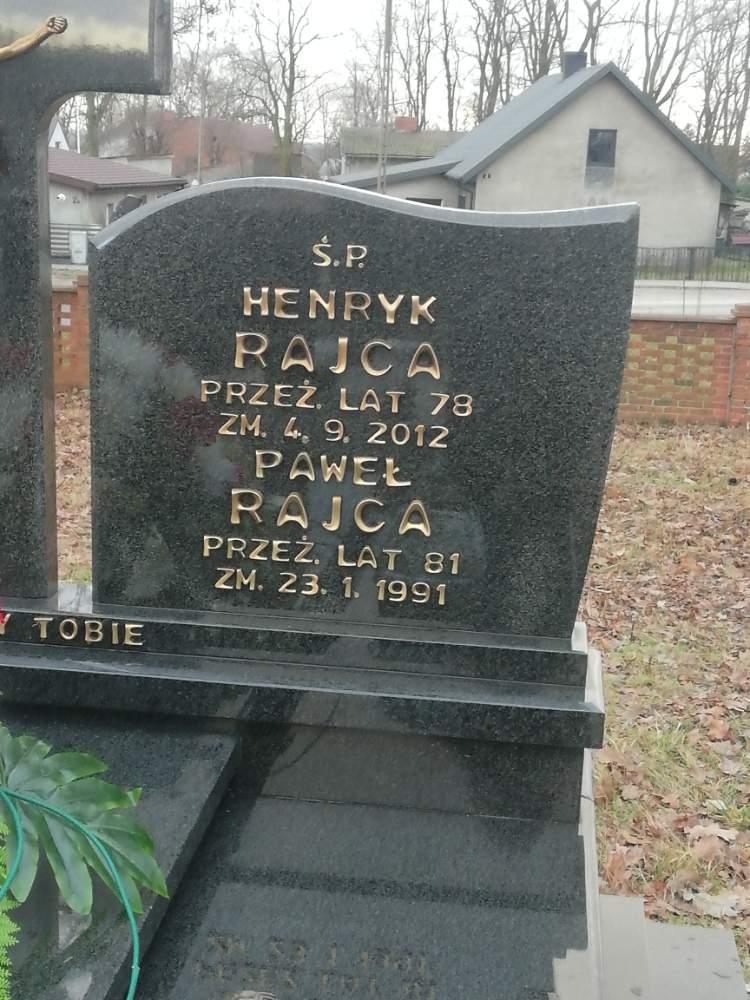 Ś.P.
HENRYK
RAJCA
PRZEŻ. LAT 78
ZM. 4. 9. 2012
PAWEŁ
RAJCA
PRZEŻ. LAT 81
ZM. 23. 1. 1991
TOBIE